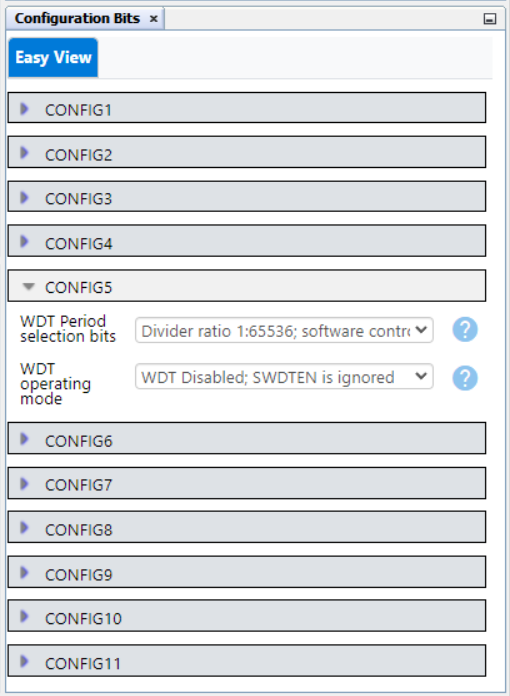 Configuration Bits ×
Easy View
CONFIG1
CONFIG2
CONFIG3
CONFIG4
CONFIG5
WDT Period
selection bits
Divider ratio 1:65536; software contr
?
WDT
operating
mode
WDT Disabled; SWDTEN is ignored
?
CONFIG6
CONFIG7
CONFIG8
CONFIG9
CONFIG10
CONFIG11